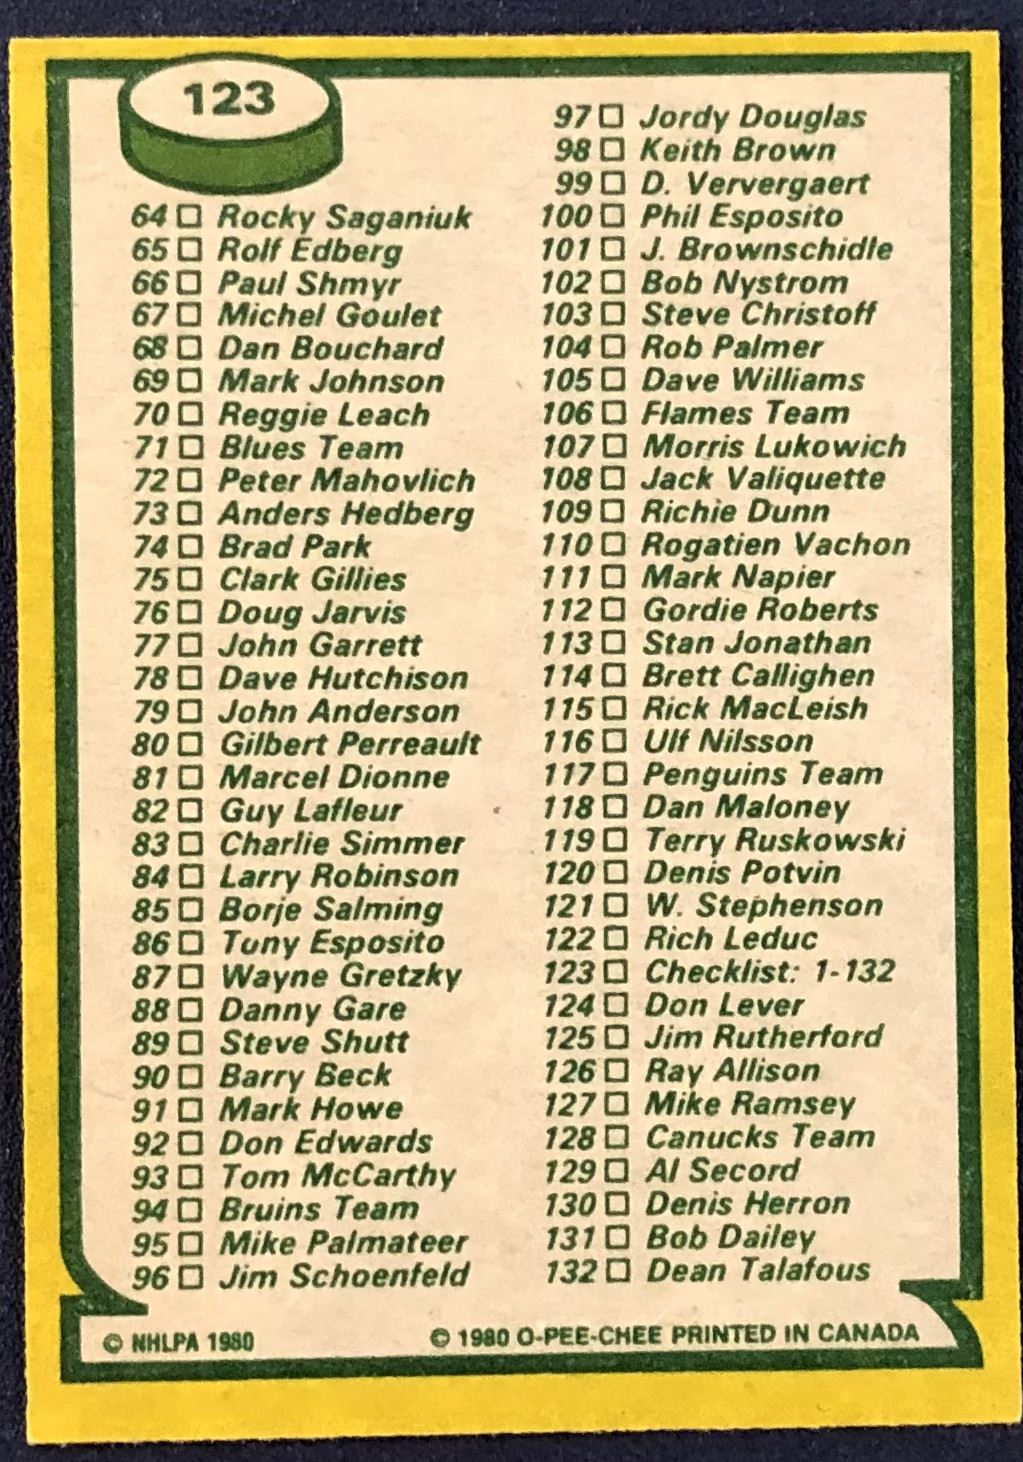 123
64 Rocky Saganiuk
65 Rolf Edberg
66 Paul Shmyr
67 Michel Goulet
68 Dan Bouchard
69 Mark Johnson
70 Reggie Leach
71 Blues Team
72 Peter Mahovlich
73 Anders Hedberg
74 Brad Park
75 Clark Gillies
76 Doug Jarvis
77 John Garrett
78 Dave Hutchison
79 John Anderson
80 Gilbert Perreault
81 Marcel Dionne
82 Guy Lafleur
83 Charlie Simmer
84 Larry Robinson
85 Borje Salming
86 Tony Esposito
87 Wayne Gretzky
88 Danny Gare
89 Steve Shutt
90 Barry Beck
91 Mark Howe
92 Don Edwards
93 Tom McCarthy
94 Bruins Team
95 Mike Palmateer
96 Jim Schoenfeld
97 Jordy Douglas
98 Keith Brown
99 D. Ververgaert
100 Phil Esposito
101 J. Brownschidle
102 Bob Nystrom
103 Steve Christoff
104 Rob Palmer
105 Dave Williams
106 Flames Team
107 Morris Lukowich
108 Jack Valiquette
109 Richie Dunn
110 Rogatien Vachon
111 Mark Napier
112 Gordie Roberts
113 Stan Jonathan
114 Brett Callighen
115 Rick MacLeish
116 Ulf Nilsson
117 Penguins Team
118 Dan Maloney
119 Terry Ruskowski
120 Denis Potvin
121 W. Stephenson
122 Rich Leduc
123 Checklist: 1-132
124 Don Lever
125 Jim Rutherford
126 Ray Allison
127 Mike Ramsey
128 Canucks Team
129 Al Secord
130 Denis Herron
131 Bob Dailey
132 Dean Talafous
© NHLPA 1980
© 1980 O-PEE-CHEE PRINTED IN CANADA